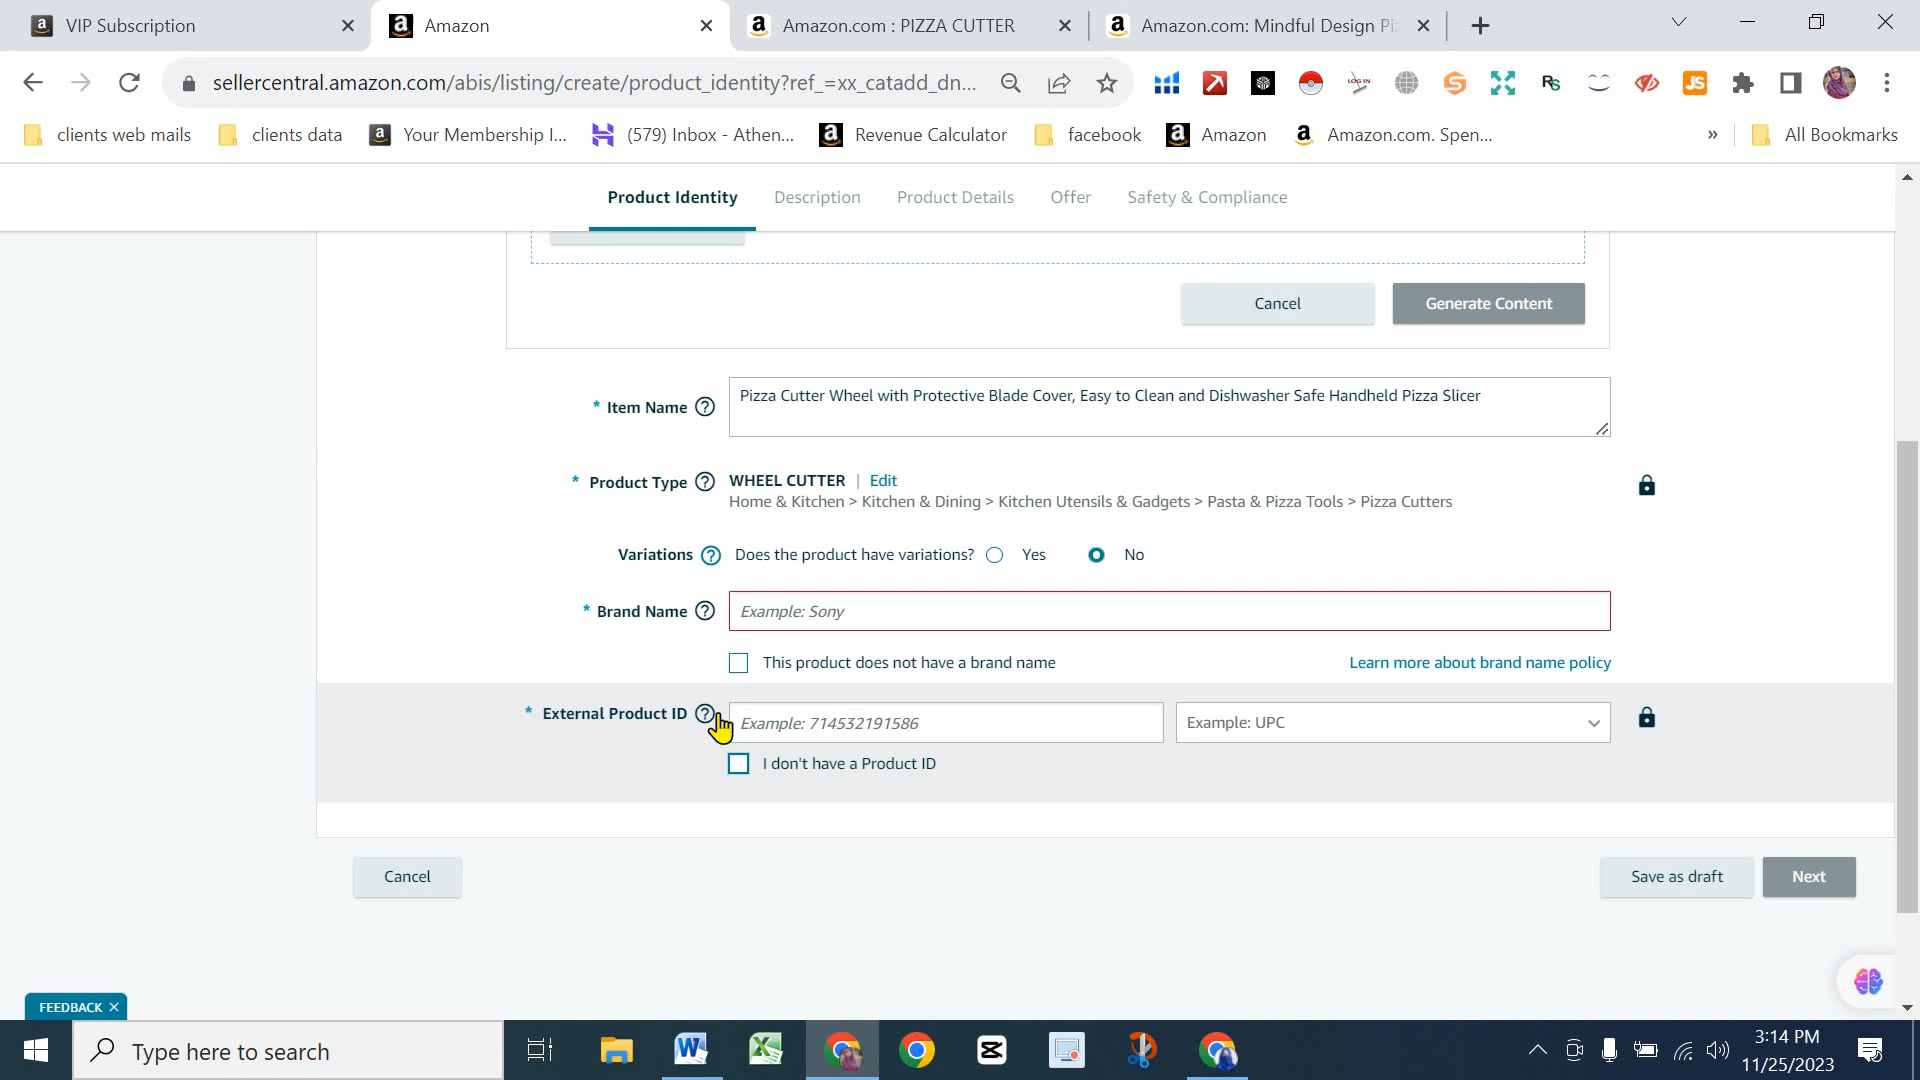 VIP Subscription
Amazon
Amazon.com : PIZZA CUTTER
Amazon.com: Mindful Design Pi
sellercentral.amazon.com/abis/listing/create/product_identity?ref_=xx_catadd_dn...
LOG IN
RS
JS
clients web mails
clients data
Your Membership I...
(579) Inbox - Athen...
Revenue Calculator
facebook
Amazon
Amazon.com. Spen...
»
All Bookmarks
Product Identity
Description
Product Details
Offer
Safety & Compliance
Cancel
Generate Content
* Item Name
Pizza Cutter Wheel with Protective Blade Cover, Easy to Clean and Dishwasher Safe Handheld Pizza Slicer
* Product Type
WHEEL CUTTER | Edit
Home & Kitchen > Kitchen & Dining > Kitchen Utensils & Gadgets > Pasta & Pizza Tools > Pizza Cutters
Variations
Does the product have variations? Yes No
* Brand Name
Example: Sony
This product does not have a brand name
Learn more about brand name policy
* External Product ID
Example: 714532191586
Example: UPC
I don't have a Product ID
Cancel
Save as draft
Next
FEEDBACK ×
Type here to search
3:14 PM
11/25/2023